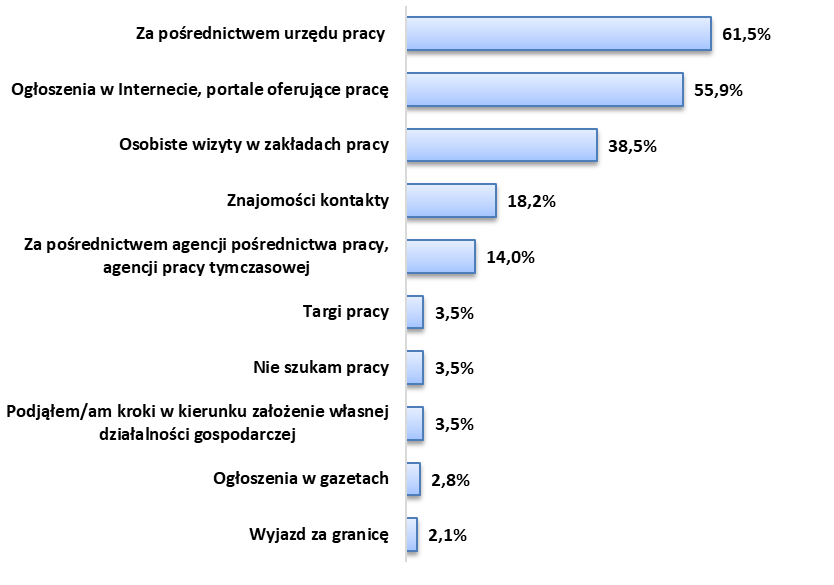 Za pośrednictwem urzędu pracy 61,5%
Ogłoszenia w Internecie, portale oferujące pracę 55,9%
Osobiste wizyty w zakładach pracy 38,5%
Znajomości kontakty 18,2%
Za pośrednictwem agencji pośrednictwa pracy,
agencji pracy tymczasowej 14,0%
Targi pracy 3,5%
Nie szukam pracy 3,5%
Podjąłem/am kroki w kierunku założenie własnej
działalności gospodarczej 3,5%
Ogłoszenia w gazetach 2,8%
Wyjazd za granicę 2,1%